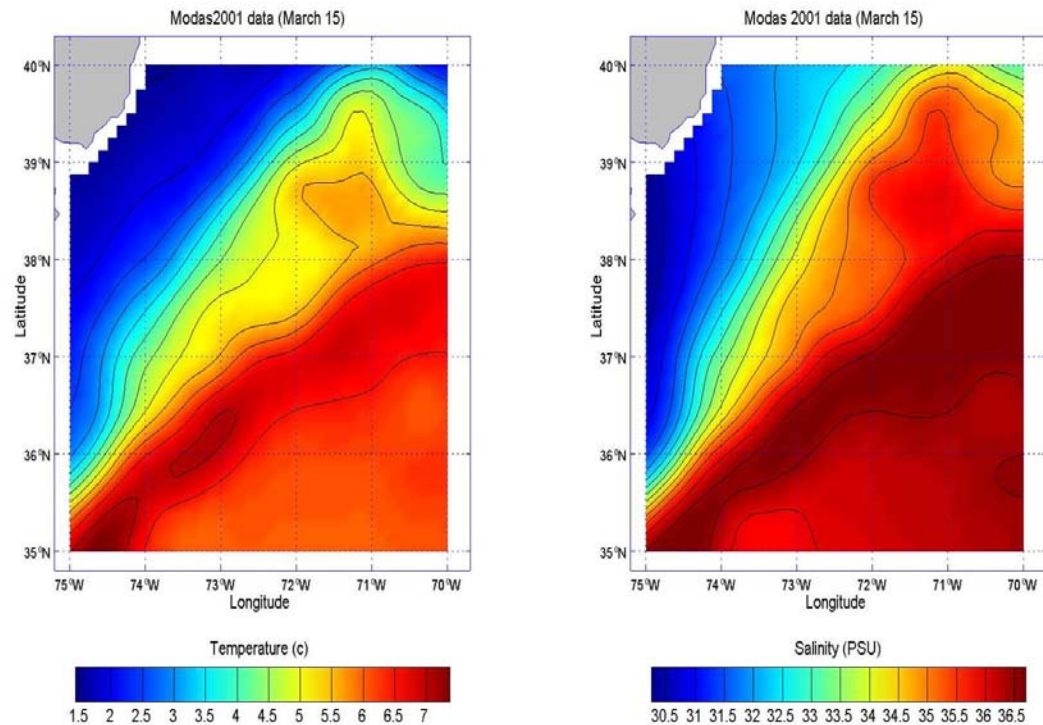 Modas2001 data (March 15)
40°N
39°N
38°N
37°N
36°N
35°N
Latitude
75°W 74°W 73°W 72°W 71°W 70°W
Longitude
Temperature (c)
1.5 2 2.5 3 3.5 4 4.5 5 5.5 6 6.5 7
Modas 2001 data (March 15)
40°N
39°N
38°N
37°N
36°N
35°N
Latitude
75°W 74°W 73°W 72°W 71°W 70°W
Longitude
Salinity (PSU)
30.5 31 31.5 32 32.5 33 33.5 34 34.5 35 35.5 36 36.5